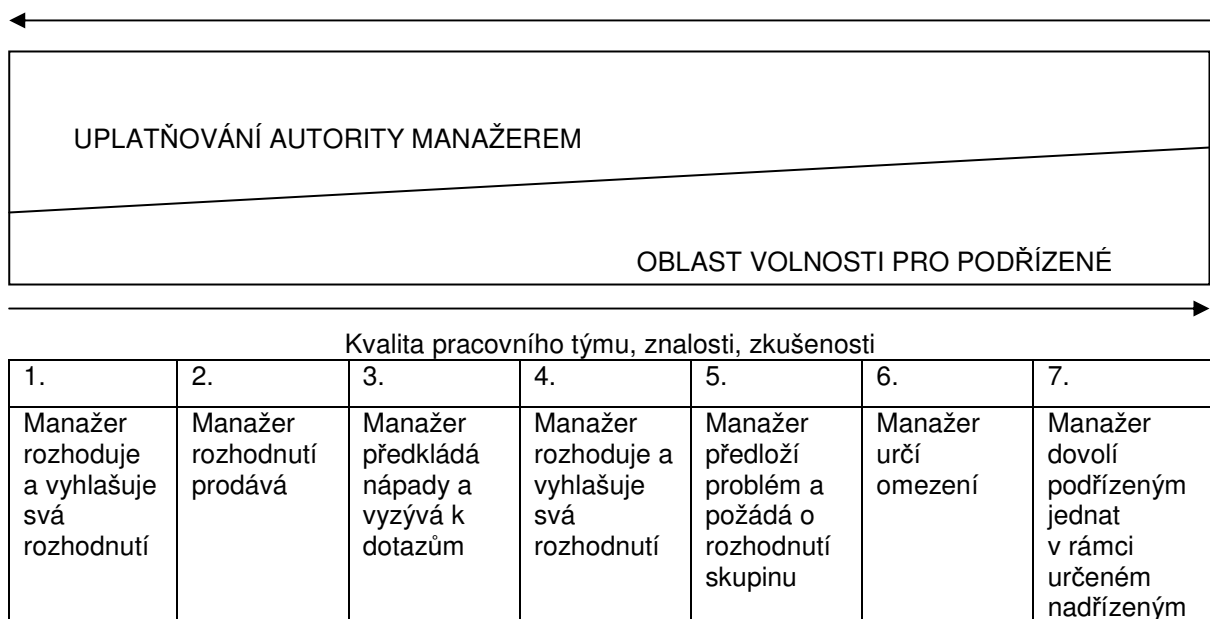 UPLATŇOVÁNÍ AUTORITY MANAŽEREM
OBLAST VOLNOSTI PRO PODŘÍZENÉ
Kvalita pracovního týmu, znalosti, zkušenosti
1.
2.
3.
4.
5.
6.
7.
Manažer
rozhoduje
a vyhlašuje
svá
rozhodnutí
Manažer
rozhodnutí
prodává
Manažer
předkládá
nápady a
vyzývá k
dotazům
Manažer
rozhoduje a
vyhlašuje
svá
rozhodnutí
Manažer
předloží
problém a
požádá o
rozhodnutí
skupinu
Manažer
určí
omezení
Manažer
dovolí
podřízeným
jednat
v rámci
určeném
nadřízeným